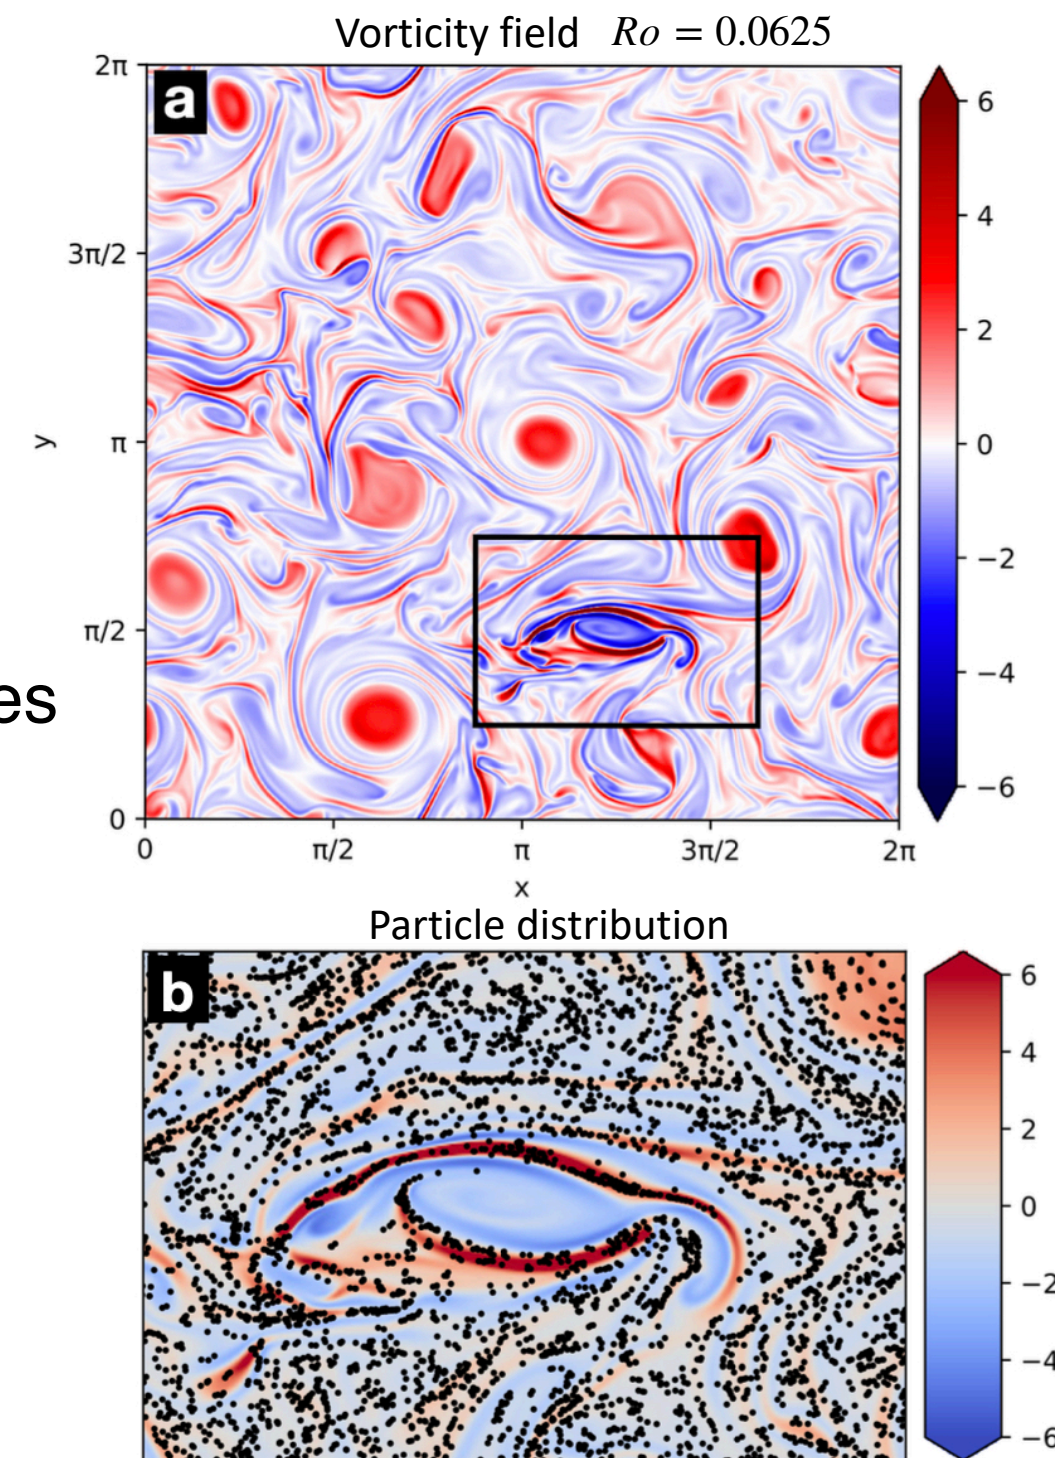 Vorticity field Ro = 0.0625
a
2π
3π/2
π
π/2
0
y
0
π/2
π
3π/2
2π
x
6
4
2
0
−2
−4
−6
es
Particle distribution
b
6
4
2
0
−2
−4
−6